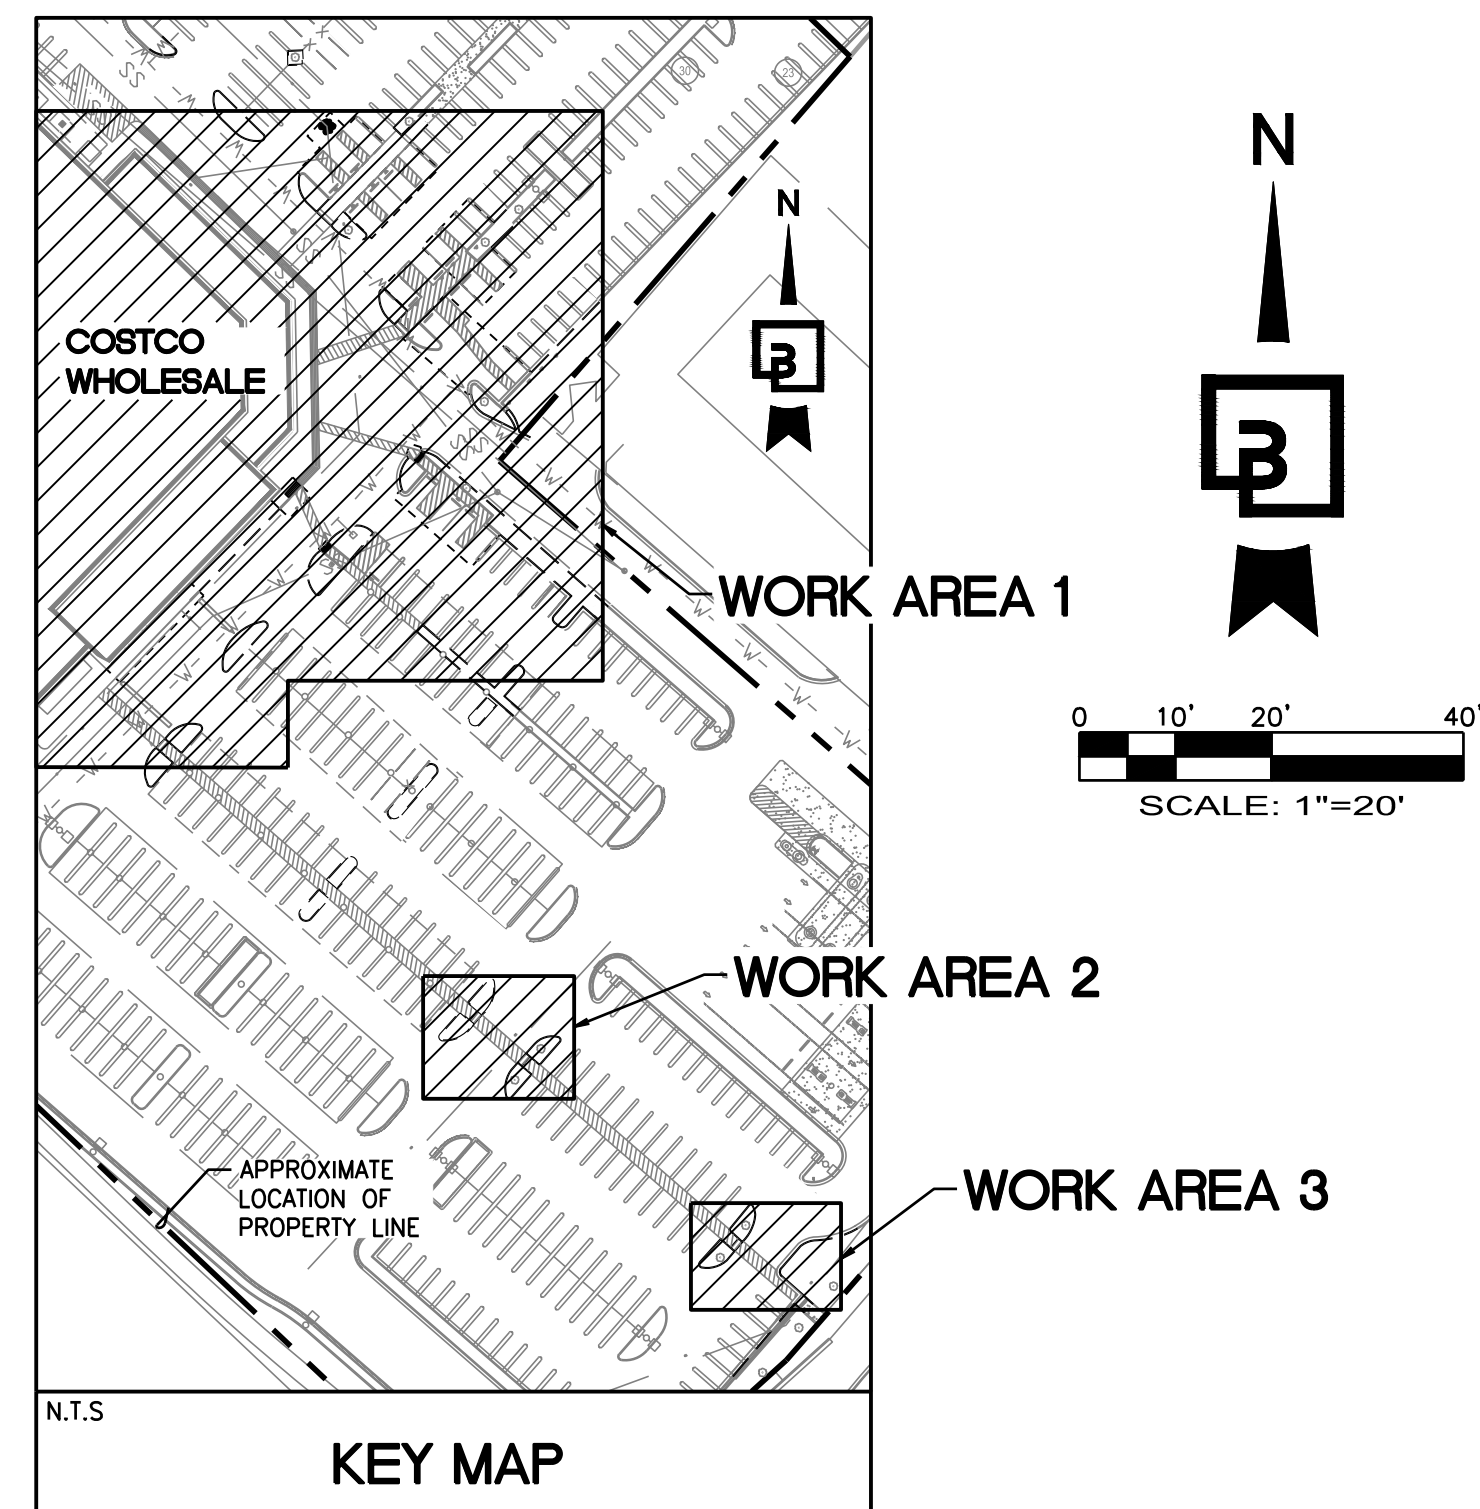 30
23
N
N
COSTCO
WHOLESALE
WORK AREA 1
0 10' 20' 40'
SCALE: 1"=20'
WORK AREA 2
APPROXIMATE
LOCATION OF
PROPERTY LINE
WORK AREA 3
N.T.S
KEY MAP